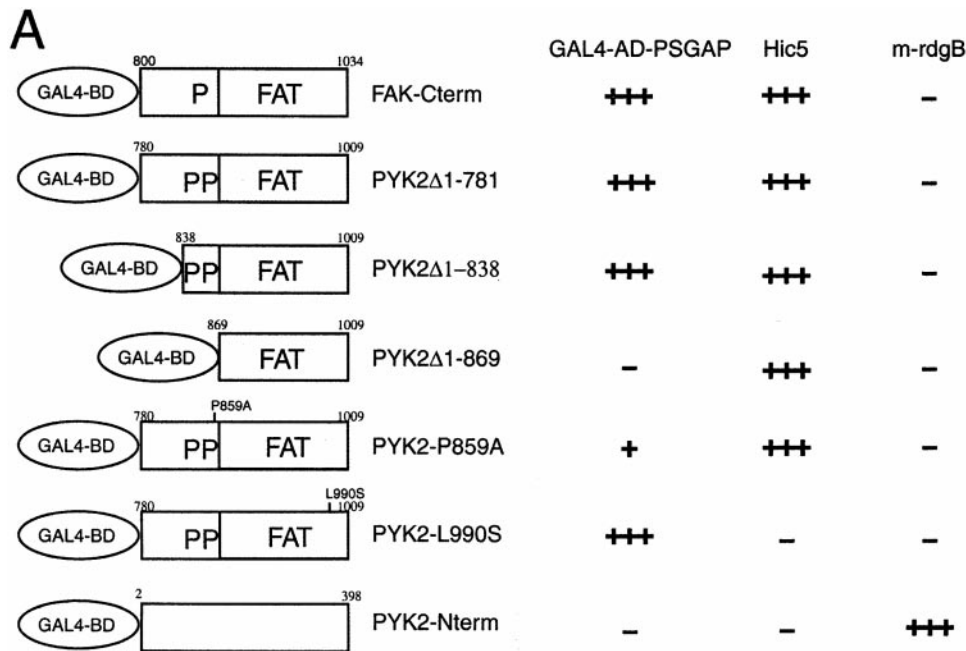 A
GAL4-AD-PSGAP Hic5 m-rdgB
800 1034
GAL4-BD P FAT FAK-Cterm +++ +++ –
780 1009
GAL4-BD PP FAT PYK2Δ1-781 +++ +++ –
838 1009
GAL4-BD PP FAT PYK2Δ1–838 +++ +++ –
869 1009
GAL4-BD FAT PYK2Δ1-869 – +++ –
780 P859A 1009
GAL4-BD PP FAT PYK2-P859A + +++ –
L990S
780 1009
GAL4-BD PP FAT PYK2-L990S +++ – –
2 398
GAL4-BD PYK2-Nterm – – +++